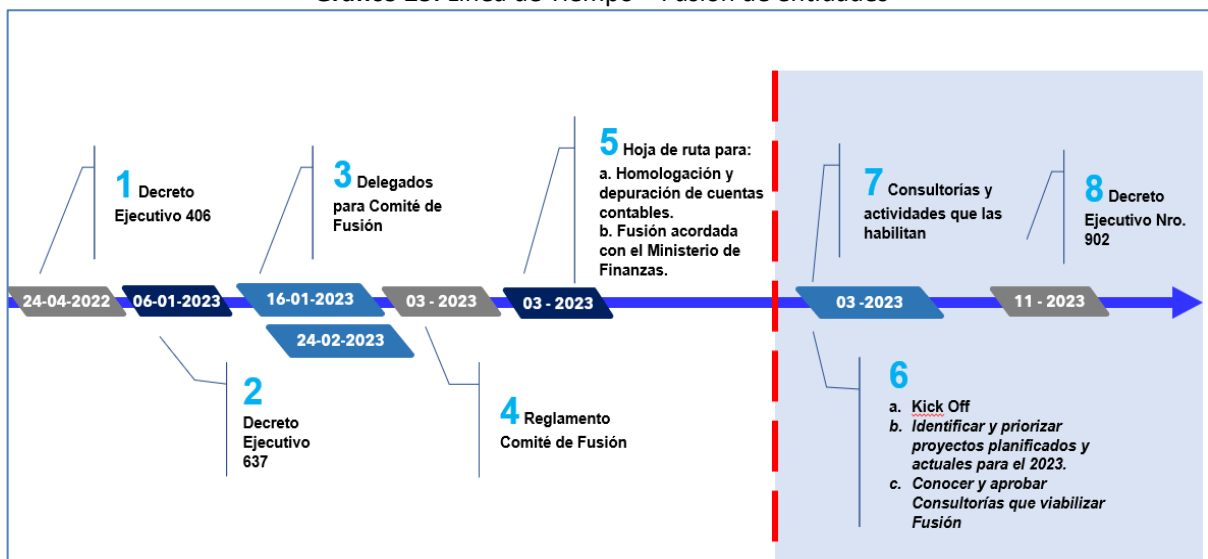 1 Decreto
Ejecutivo 406
3 Delegados
para Comité de
Fusión
5 Hoja de ruta para:
a. Homologación y
depuración de cuentas
contables.
b. Fusión acordada
con el Ministerio de
Finanzas.
7 Consultorías y
actividades que las
habilitan
8 Decreto
Ejecutivo Nro.
902
24-04-2022
06-01-2023
16-01-2023
24-02-2023
03 - 2023
03 - 2023
03 -2023
11 - 2023
2
Decreto
Ejecutivo
637
4 Reglamento
Comité de Fusión
6
a. Kick Off
b. Identificar y priorizar
proyectos planificados y
actuales para el 2023.
c. Conocer y aprobar
Consultorías que viabilizar
Fusión